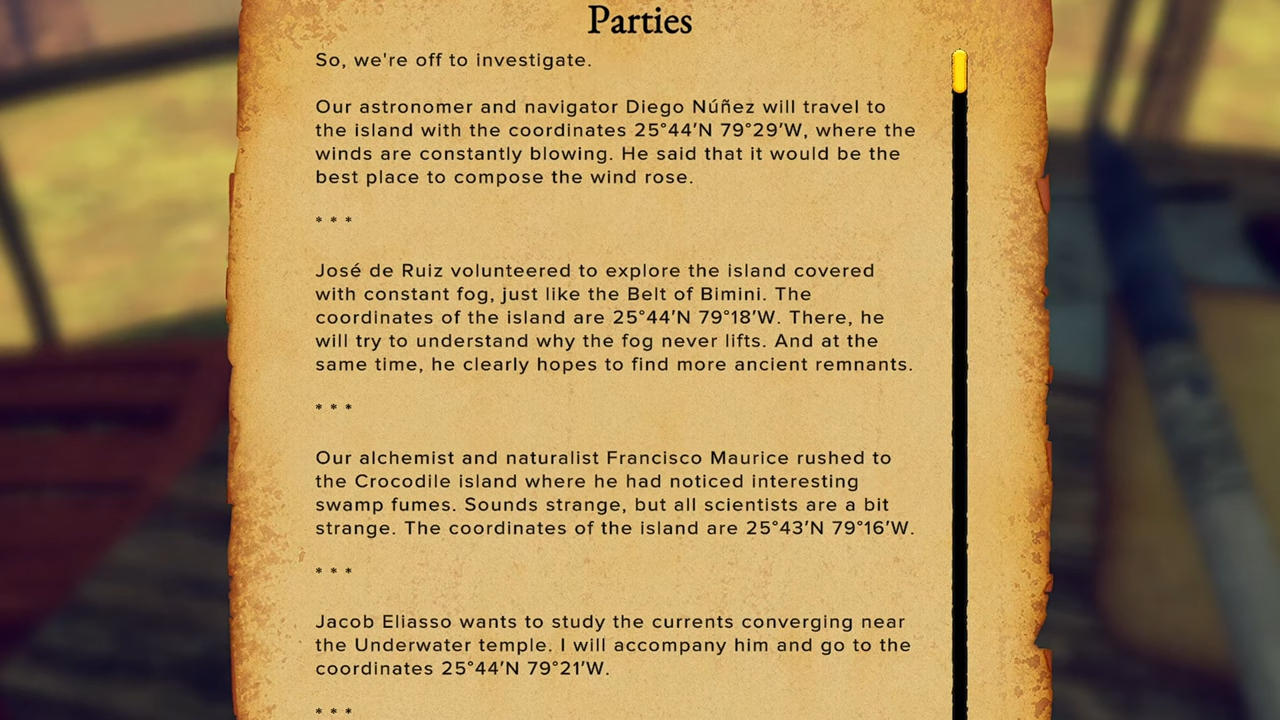 Parties
So, we're off to investigate.
Our astronomer and navigator Diego Núñez will travel to
the island with the coordinates 25°44′N 79°29′W, where the
winds are constantly blowing. He said that it would be the
best place to compose the wind rose.
* * *
José de Ruiz volunteered to explore the island covered
with constant fog, just like the Belt of Bimini. The
coordinates of the island are 25°44′N 79°18′W. There, he
will try to understand why the fog never lifts. And at the
same time, he clearly hopes to find more ancient remnants.
* * *
Our alchemist and naturalist Francisco Maurice rushed to
the Crocodile island where he had noticed interesting
swamp fumes. Sounds strange, but all scientists are a bit
strange. The coordinates of the island are 25°43′N 79°16′W.
* * *
Jacob Eliasso wants to study the currents converging near
the Underwater temple. I will accompany him and go to the
coordinates 25°44′N 79°21′W.
* * *